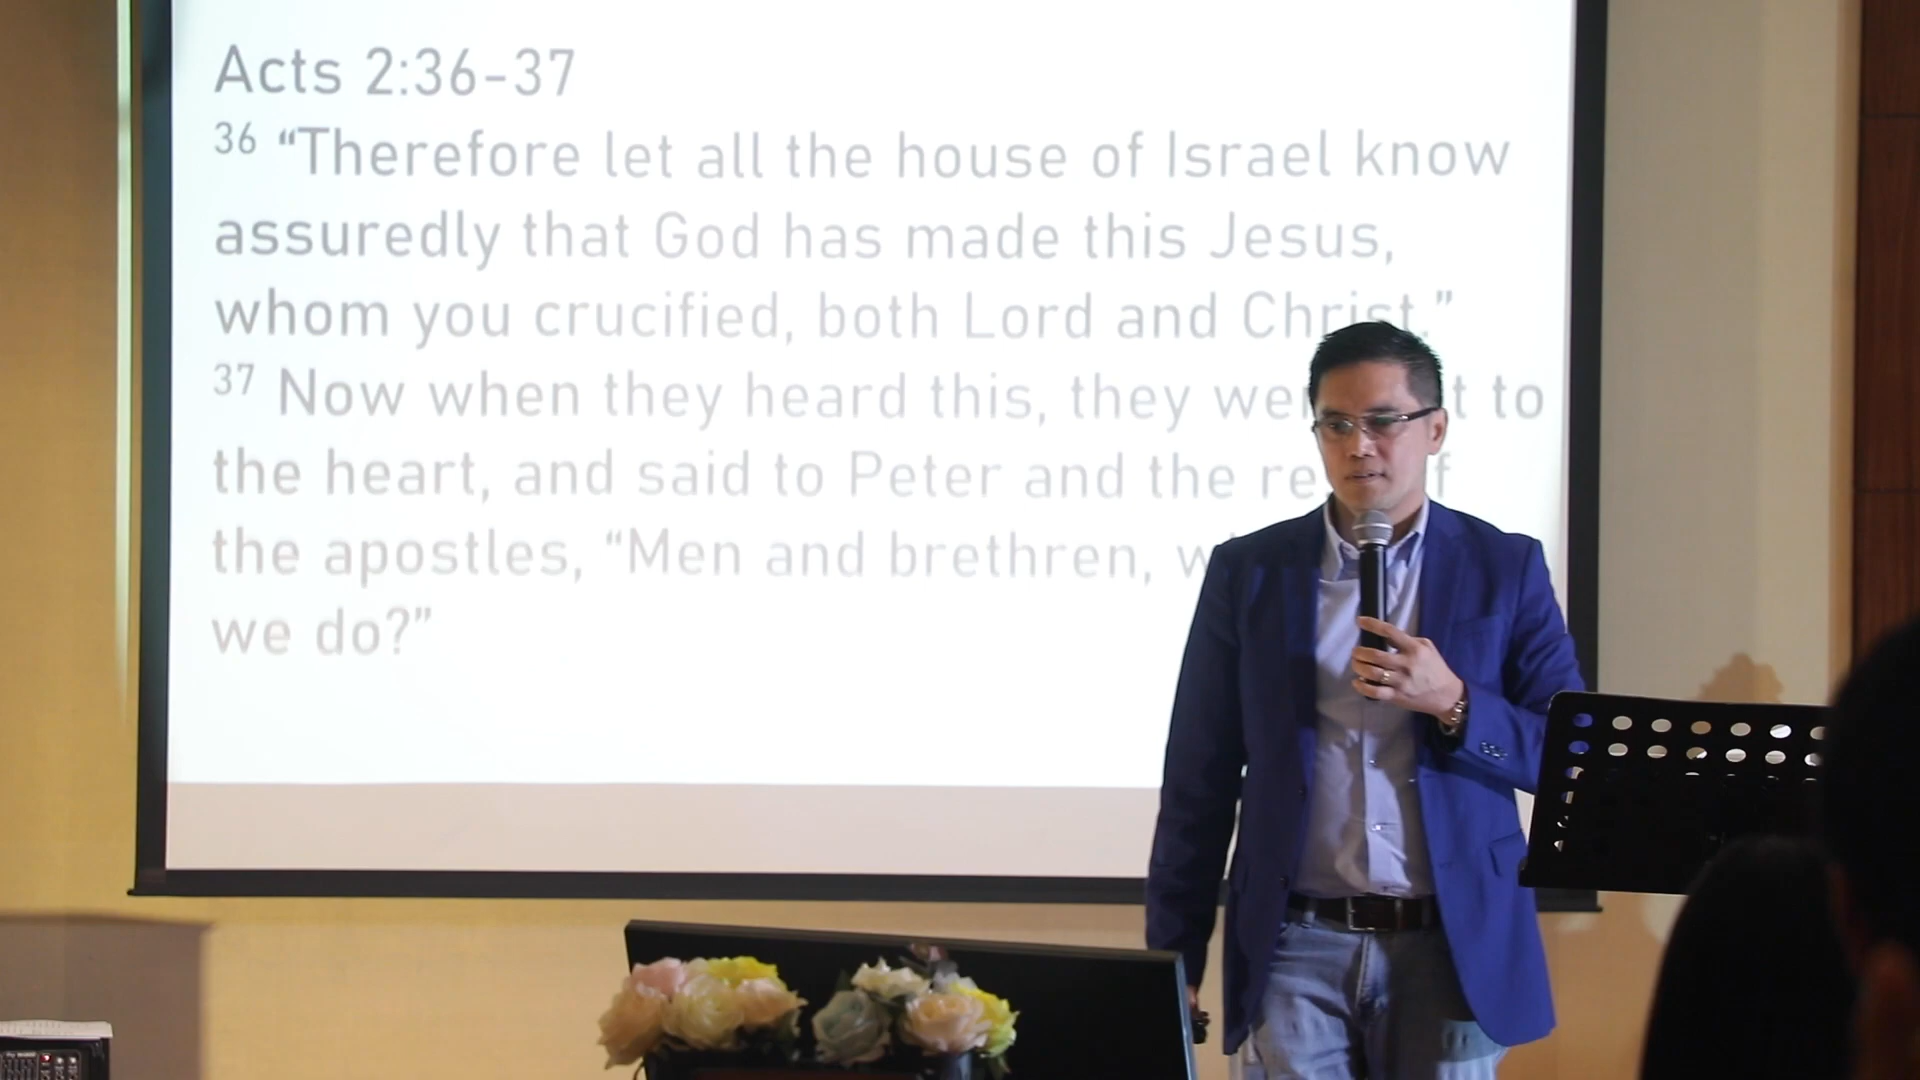 Acts 2:36-37
36 “Therefore let all the house of Israel know
assuredly that God has made this Jesus,
whom you crucified, both Lord and Christ.”
37 Now when they heard this, they to
the heart, and said to Peter and the
the apostles, “Men and brethren,
we do?”